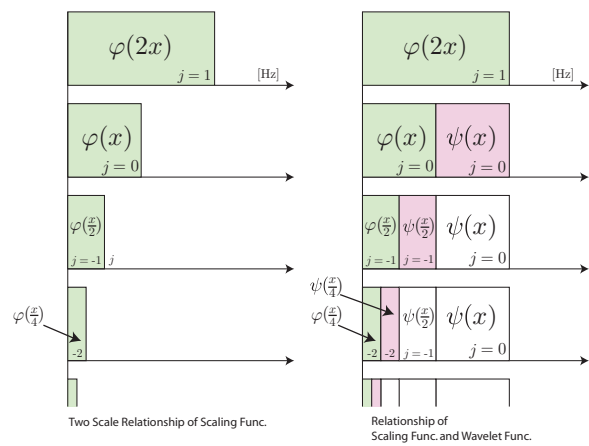 φ(2x)
j = 1
[Hz]
φ(x)
j = 0
φ(x/2)
j = -1
j
φ(x/4)
-2
Two Scale Relationship of Scaling Func.
φ(2x)
j = 1
[Hz]
φ(x)
j = 0
ψ(x)
j = 0
φ(x/2)
j = -1
ψ(x/2)
j = -1
ψ(x)
j = 0
ψ(x/4)
φ(x/4)
-2
-2
ψ(x/2)
j = -1
ψ(x)
j = 0
Relationship of
Scaling Func. and Wavelet Func.